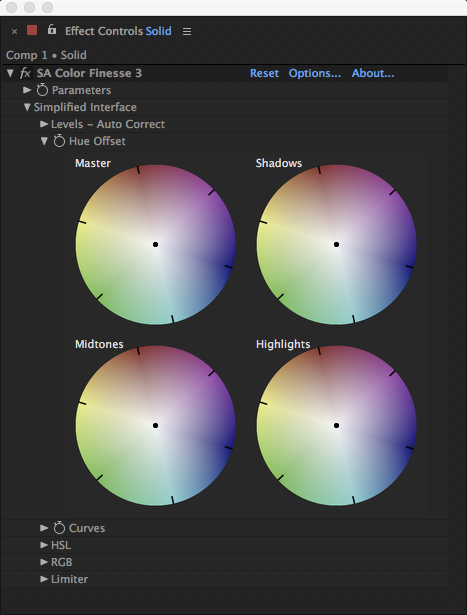 × Effect Controls Solid
Comp 1 • Solid
fx SA Color Finesse 3 Reset Options... About...
Parameters
Simplified Interface
Levels - Auto Correct
Hue Offset
Master Shadows
Midtones Highlights
Curves
HSL
RGB
Limiter